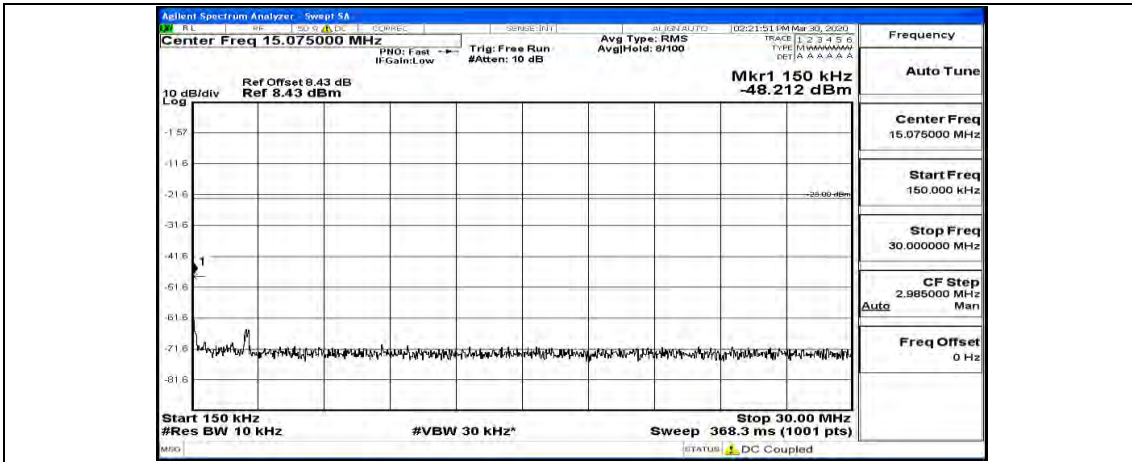 Agilent Spectrum Analyzer - Swept SA
RL RF 50 Ω DC CORREC SENSE:INT ALIGN AUTO 02:21:51 PM Mar 30, 2020
Center Freq 15.075000 MHz
PNO: Fast
IFGain:Low
Trig: Free Run
#Atten: 10 dB
Avg Type: RMS
Avg|Hold: 8/100
TRACE 1 2 3 4 5 6
TYPE MWWWWW
DET A A A A A A
Ref Offset 8.43 dB
Ref 8.43 dBm
10 dB/div
Log
Mkr1 150 kHz
-48.212 dBm
-1.57
-11.6
-21.6
-25.00 dBm
-31.6
-41.6
1
-51.6
-61.6
-71.6
-81.6
Start 150 kHz
Stop 30.00 MHz
#Res BW 10 kHz
#VBW 30 kHz*
Sweep 368.3 ms (1001 pts)
MSG
STATUS DC Coupled
Frequency
Auto Tune
Center Freq
15.075000 MHz
Start Freq
150.000 kHz
Stop Freq
30.000000 MHz
CF Step
2.985000 MHz
Auto Man
Freq Offset
0 Hz